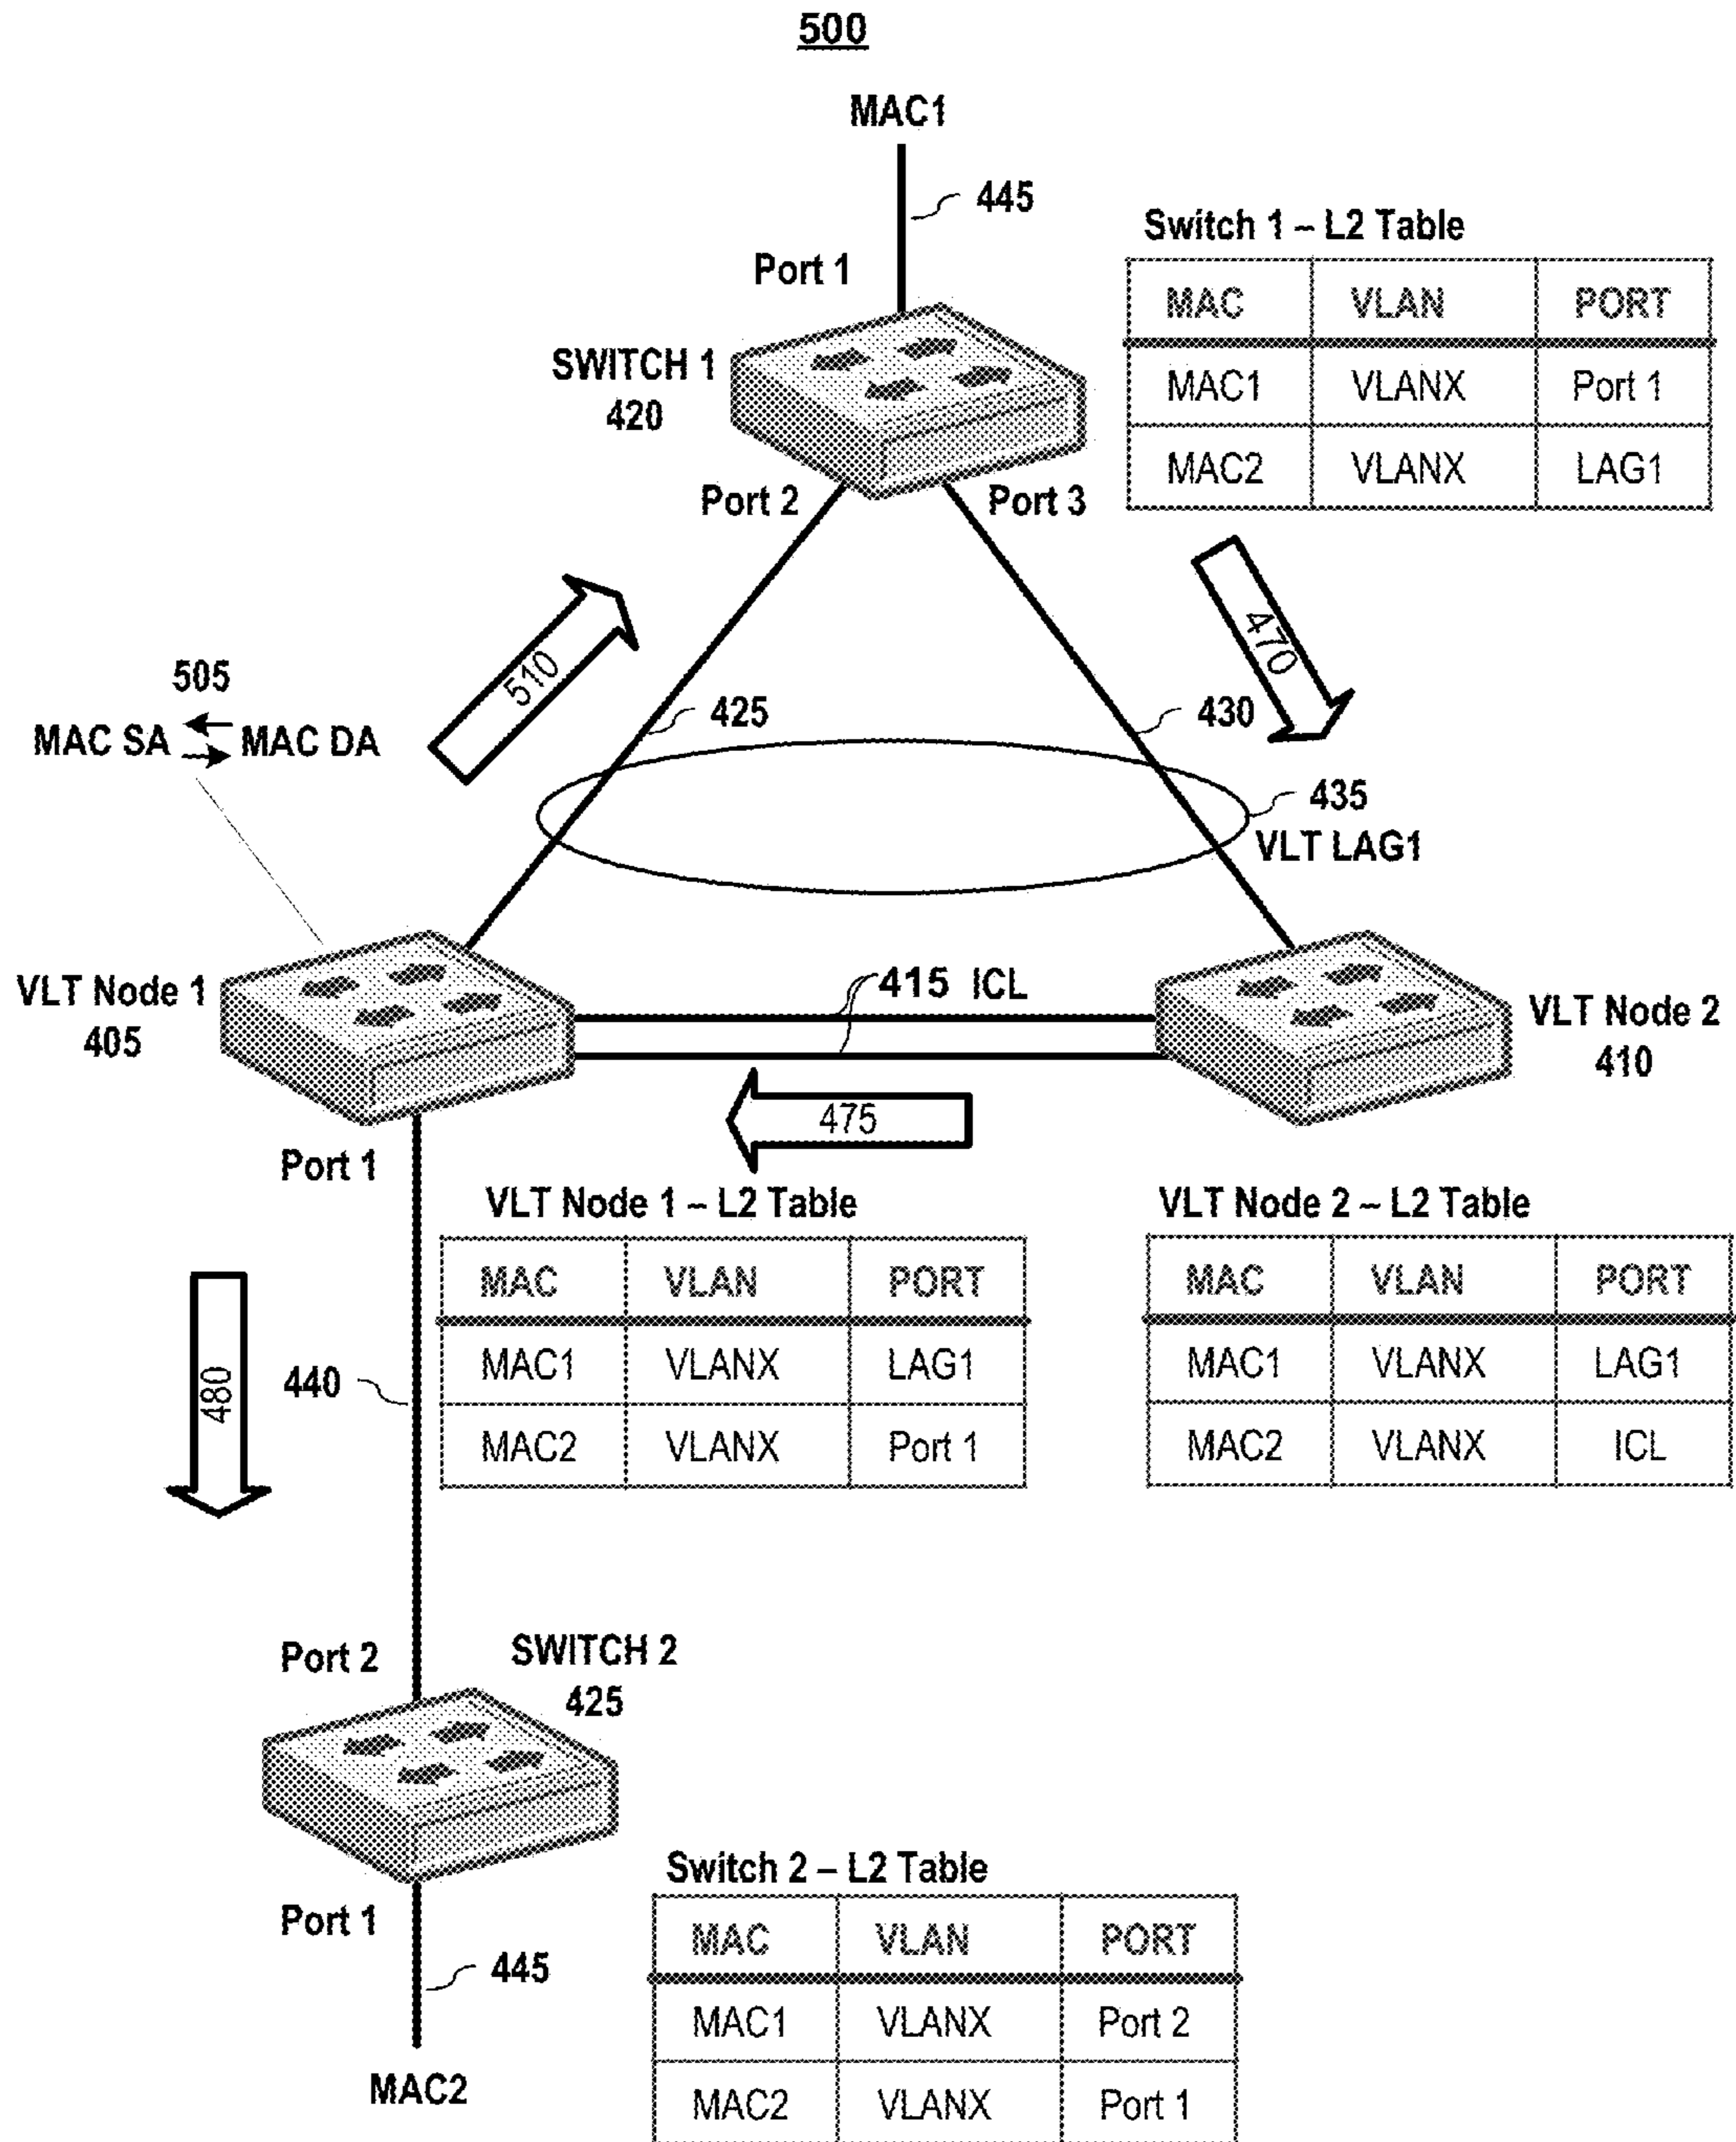 500
MAC1
445
Port 1
Switch 1 – L2 Table
MAC VLAN PORT
MAC1 VLANX Port 1
MAC2 VLANX LAG1
SWITCH 1
420
Port 2
Port 3
470
510
505
MAC SA MAC DA
425
430
435
VLT LAG1
VLT Node 1
405
415 ICL
VLT Node 2
410
475
Port 1
VLT Node 1 – L2 Table
MAC VLAN PORT
MAC1 VLANX LAG1
MAC2 VLANX Port 1
VLT Node 2 – L2 Table
MAC VLAN PORT
MAC1 VLANX LAG1
MAC2 VLANX ICL
480
440
Port 2
SWITCH 2
425
Port 1
445
MAC2
Switch 2 – L2 Table
MAC VLAN PORT
MAC1 VLANX Port 2
MAC2 VLANX Port 1